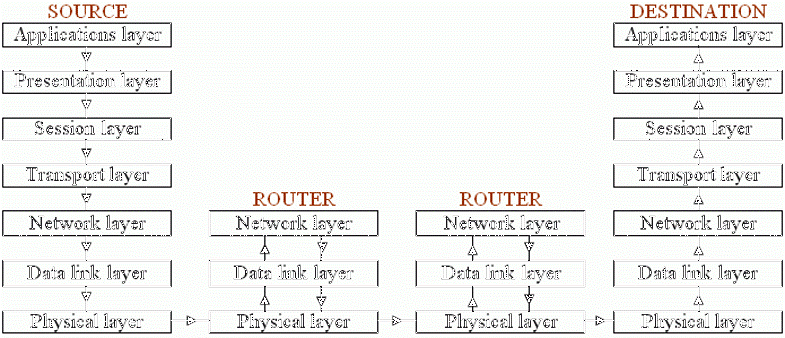 SOURCE
Applications layer
Presentation layer
Session layer
Transport layer
Network layer
Data link layer
Physical layer
ROUTER
Network layer
Data link layer
Physical layer
ROUTER
Network layer
Data link layer
Physical layer
DESTINATION
Applications layer
Presentation layer
Session layer
Transport layer
Network layer
Data link layer
Physical layer